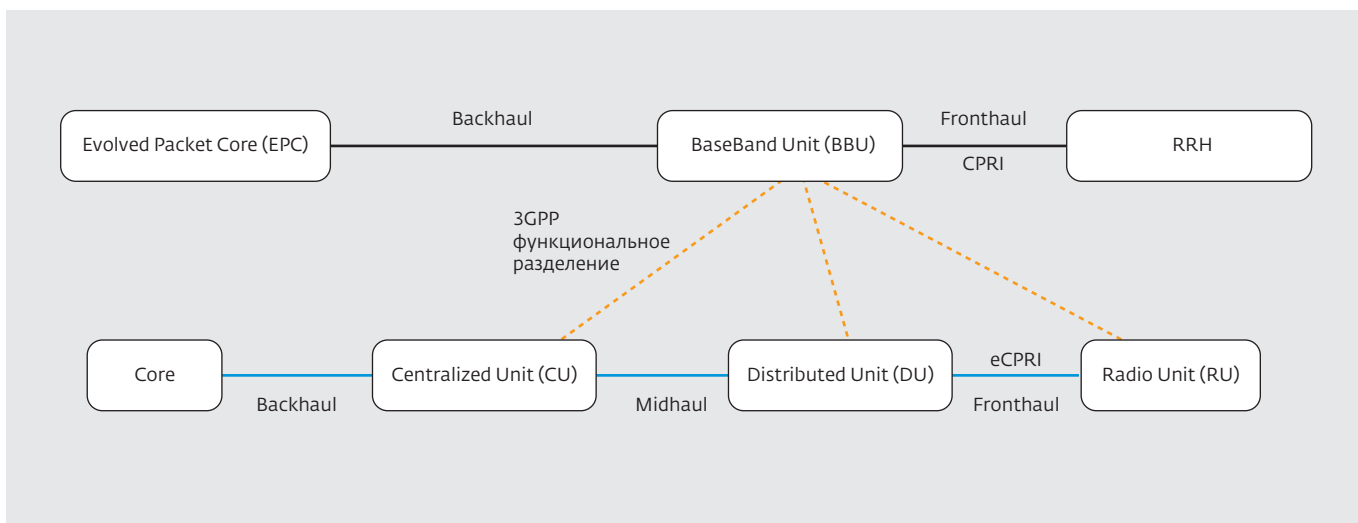 Backhaul
Fronthaul
Evolved Packet Core (EPC)
BaseBand Unit (BBU)
RRH
CPRI
3GPP
функциональное
разделение
eCPRI
Core
Centralized Unit (CU)
Distributed Unit (DU)
Radio Unit (RU)
Backhaul
Midhaul
Fronthaul